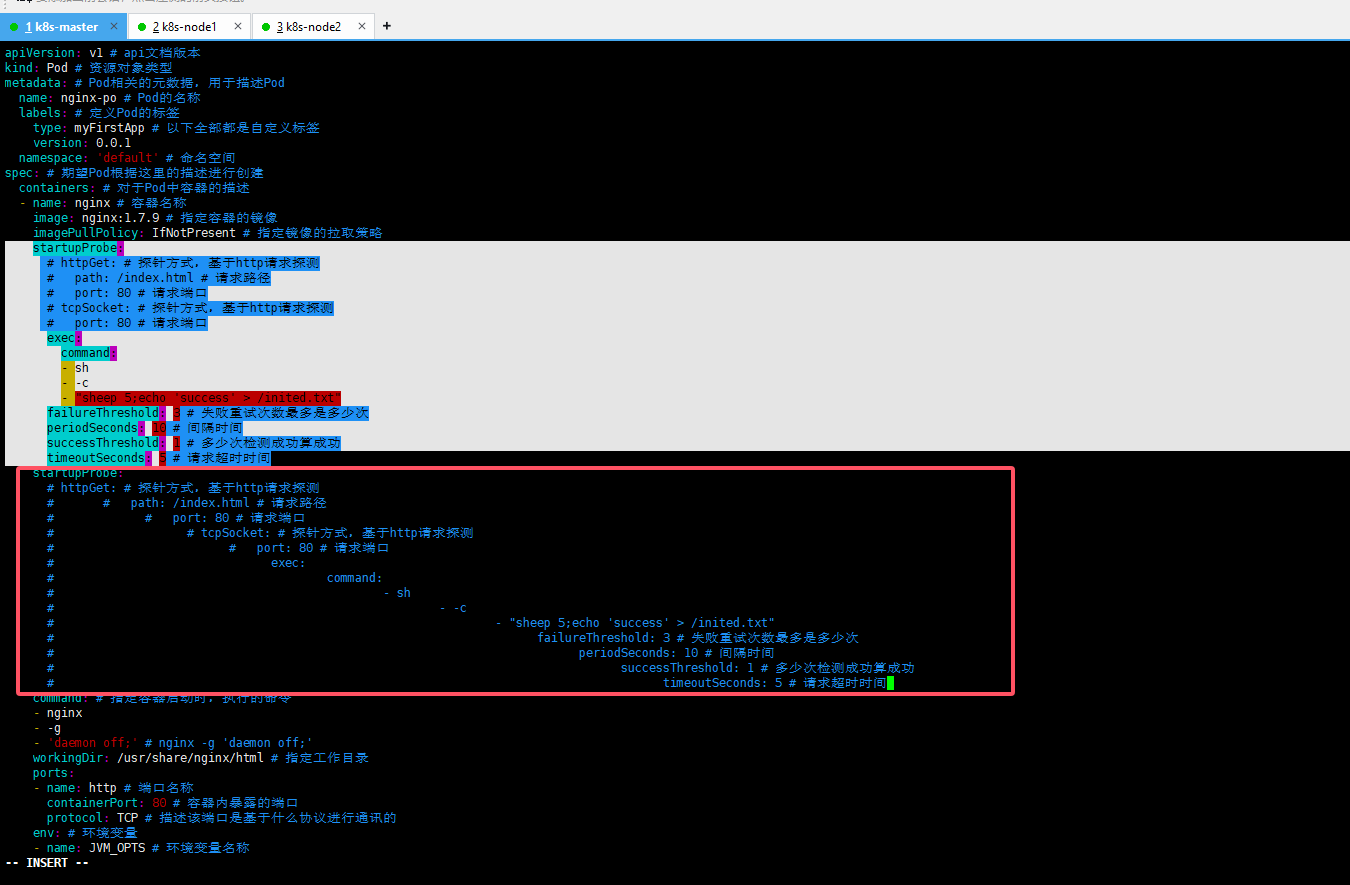 1 k8s-master × 2 k8s-node1 × 3 k8s-node2 × +
apiVersion: v1 # api文档版本
kind: Pod # 资源对象类型
metadata: # Pod相关的元数据，用于描述Pod
  name: nginx-po # Pod的名称
  labels: # 定义Pod的标签
    type: myFirstApp # 以下全部都是自定义标签
    version: 0.0.1
  namespace: 'default' # 命名空间
spec: # 期望Pod根据这里的描述进行创建
  containers: # 对于Pod中容器的描述
  - name: nginx # 容器名称
    image: nginx:1.7.9 # 指定容器的镜像
    imagePullPolicy: IfNotPresent # 指定镜像的拉取策略
    startupProbe:
      # httpGet: # 探针方式，基于http请求探测
      #   path: /index.html # 请求路径
      #   port: 80 # 请求端口
      # tcpSocket: # 探针方式，基于http请求探测
      #   port: 80 # 请求端口
      exec:
        command:
        - sh
        - -c
        - "sheep 5;echo 'success' > /inited.txt"
      failureThreshold: 3 # 失败重试次数最多是多少次
      periodSeconds: 10 # 间隔时间
      successThreshold: 1 # 多少次检测成功算成功
      timeoutSeconds: 5 # 请求超时时间
    startupProbe:
      # httpGet: # 探针方式，基于http请求探测
      #       #   path: /index.html # 请求路径
      #             #   port: 80 # 请求端口
      #                   # tcpSocket: # 探针方式，基于http请求探测
      #                         #   port: 80 # 请求端口
      #                               exec:
      #                                       command:
      #                                               - sh
      #                                                       - -c
      #                                                               - "sheep 5;echo 'success' > /inited.txt"
      #                                                                     failureThreshold: 3 # 失败重试次数最多是多少次
      #                                                                           periodSeconds: 10 # 间隔时间
      #                                                                                 successThreshold: 1 # 多少次检测成功算成功
      #                                                                                       timeoutSeconds: 5 # 请求超时时间
    command: # 指定容器启动时，执行的命令
    - nginx
    - -g
    - 'daemon off;' # nginx -g 'daemon off;'
    workingDir: /usr/share/nginx/html # 指定工作目录
    ports:
    - name: http # 端口名称
      containerPort: 80 # 容器内暴露的端口
      protocol: TCP # 描述该端口是基于什么协议进行通讯的
    env: # 环境变量
    - name: JVM_OPTS # 环境变量名称
-- INSERT --